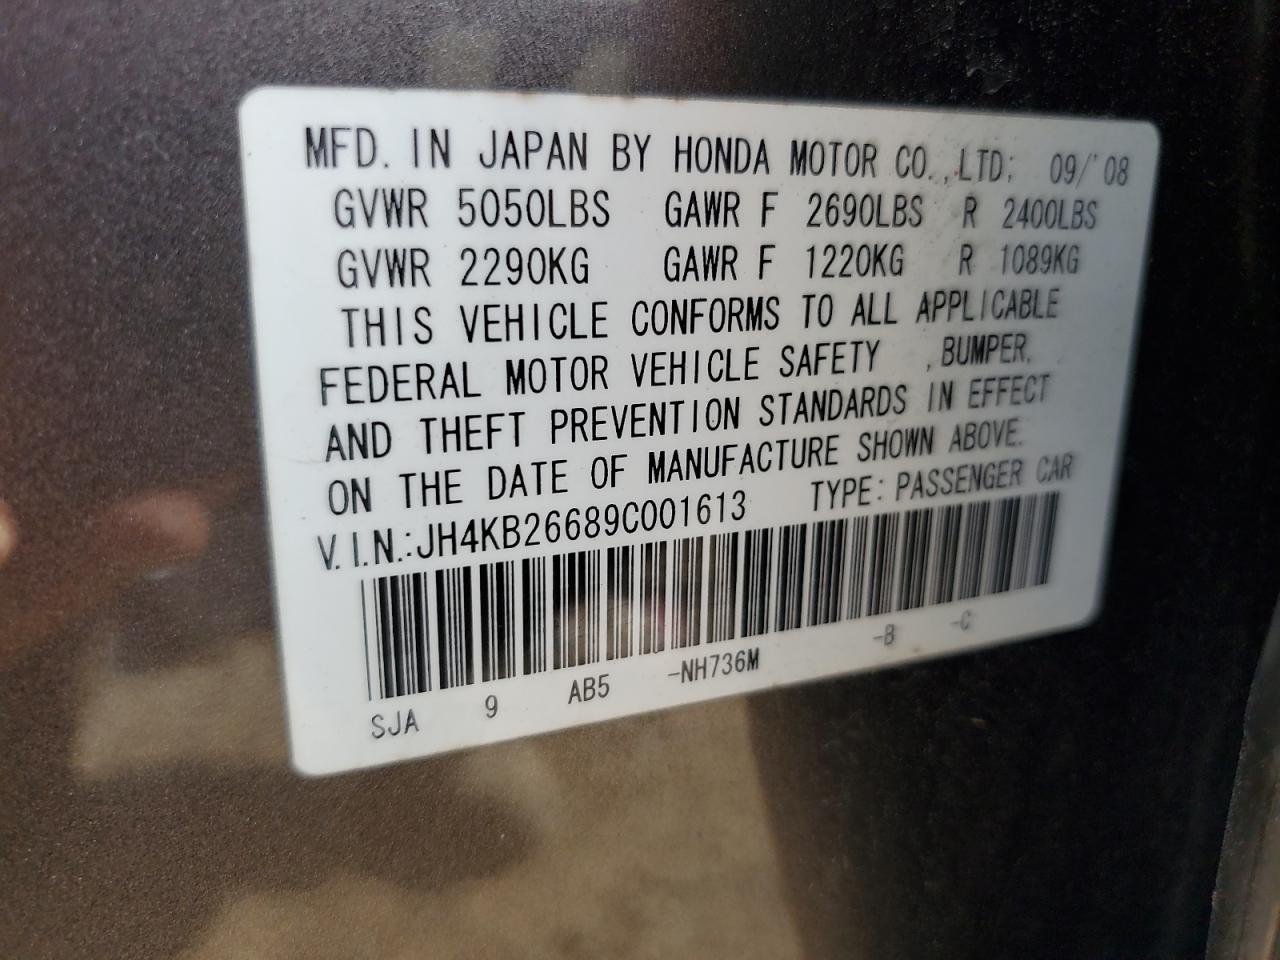 MFD. IN JAPAN BY HONDA MOTOR CO.,LTD; 09/'08
GVWR 5050LBS GAWR F 2690LBS R 2400LBS
GVWR 2290KG GAWR F 1220KG R 1089KG
THIS VEHICLE CONFORMS TO ALL APPLICABLE
FEDERAL MOTOR VEHICLE SAFETY ,BUMPER,
AND THEFT PREVENTION STANDARDS IN EFFECT
ON THE DATE OF MANUFACTURE SHOWN ABOVE.
V.I.N.:JH4KB26689C001613 TYPE: PASSENGER CAR
SJA 9 AB5 -NH736M -B -C